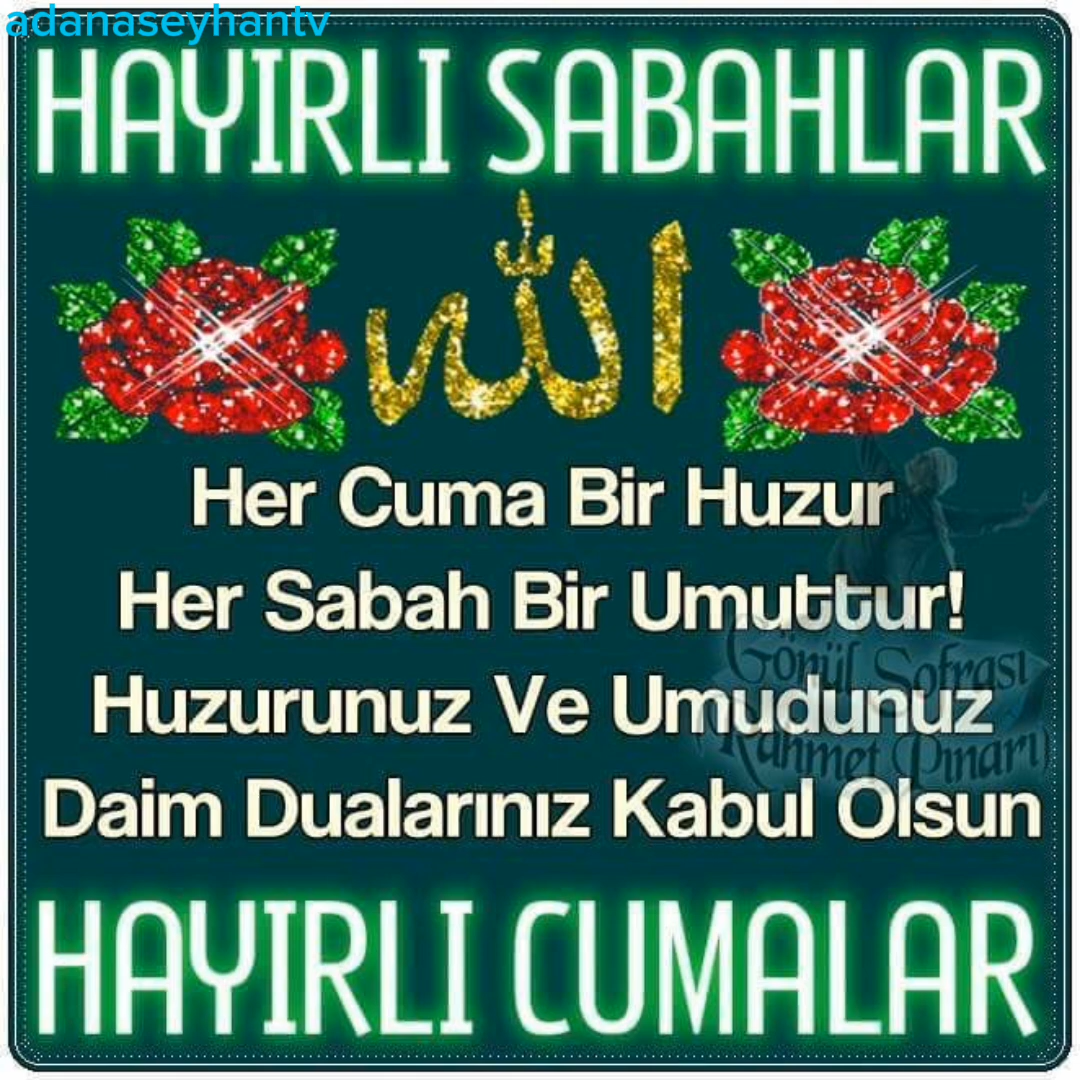 adanaseyhantv
HAYIRLI SABAHLAR
الله
Her Cuma Bir Huzur
Her Sabah Bir Umuttur!
Gönül Sofrası
Huzurunuz Ve Umudunuz
Rahmet Pınarı
Daim Dualarınız Kabul Olsun
HAYIRLI CUMALAR